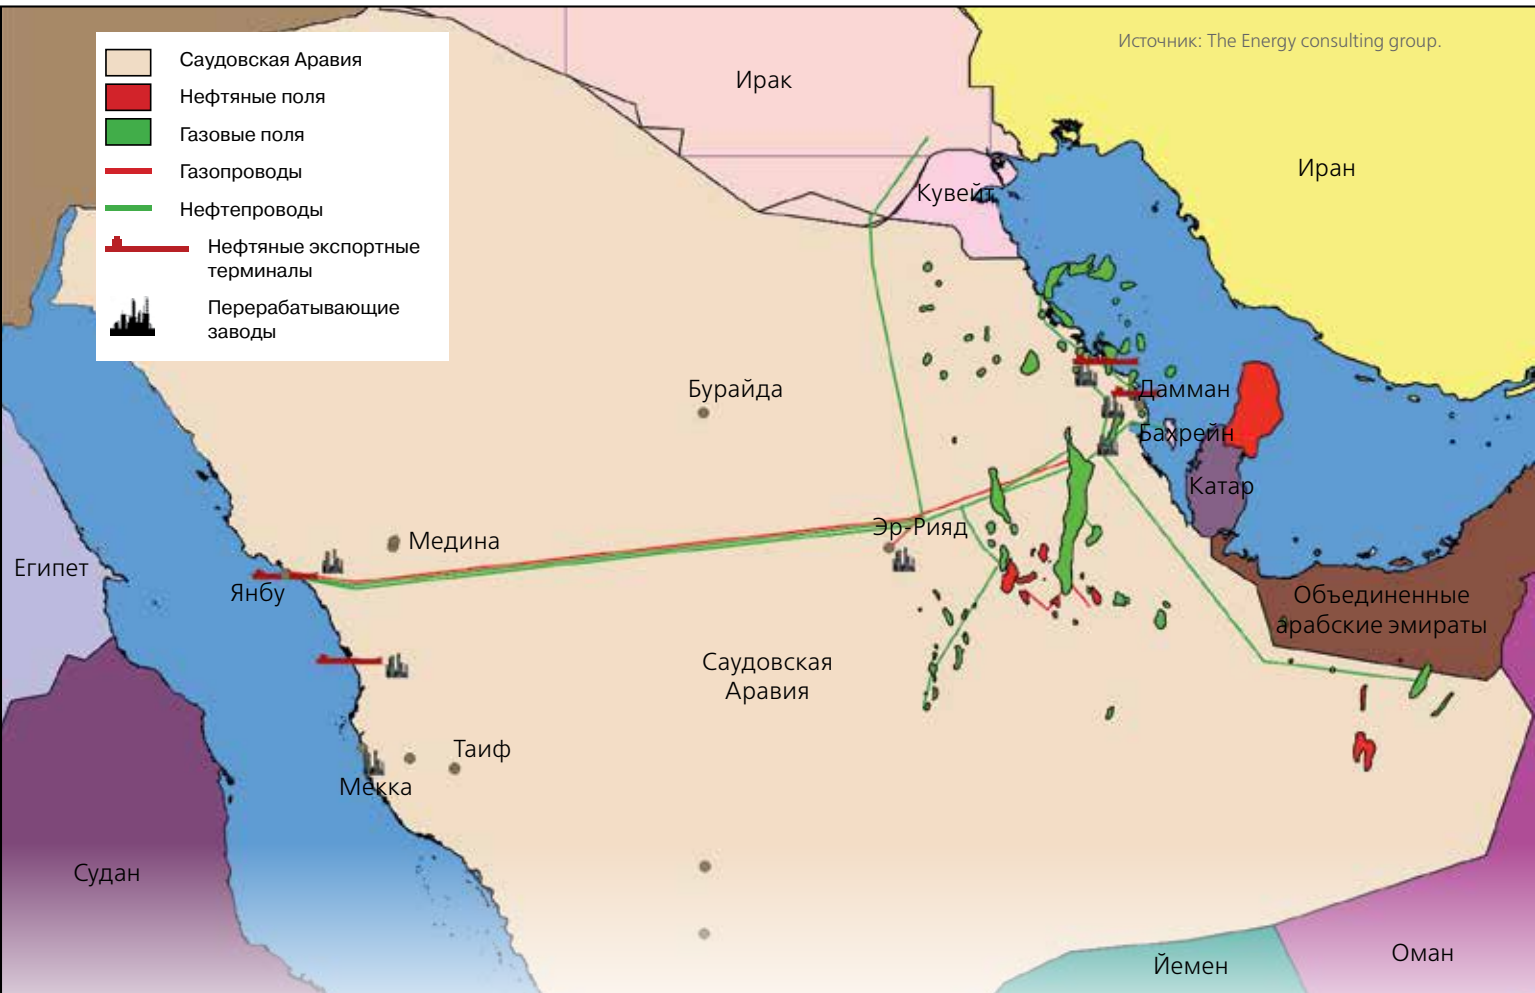 Саудовская Аравия
Нефтяные поля
Газовые поля
Газопроводы
Нефтепроводы
Нефтяные экспортные
терминалы
Перерабатывающие
заводы
Источник: The Energy consulting group.
Ирак
Иран
Кувейт
Бурайда
Дамман
Бахрейн
Катар
Эр-Рияд
Медина
Египет
Янбу
Объединенные
арабские эмираты
Саудовская
Аравия
Таиф
Мекка
Судан
Йемен
Оман